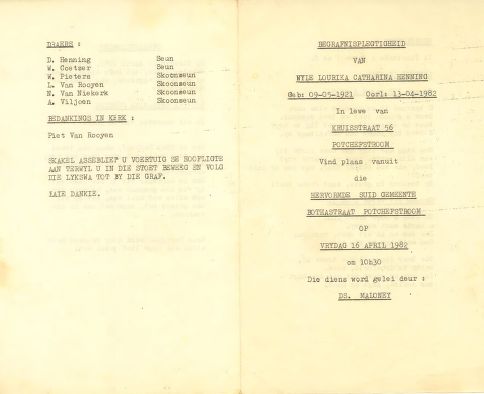 DRAERS :
D. Henning Seun
W. Coetzer Seun
W. Pieters Skoonseun
L. Van Rooyen Skoonseun
N. Van Niekerk Skoonseun
A. Viljoen Skoonseun
BEDANKINGS IN KERK :
Piet Van Rooyen
SKAKEL ASSEBLIEF U VOERTUIG SE HOOFLIGTE
AAN TERWYL U IN DIE STOET BEWEEG EN VOLG
DIE LYKSWA TOT BY DIE GRAF.
BAIE DANKIE.
BEGRAFNISPLEGTIGHEID
VAN
WYLE LOURIKA CATHARINA HENNING
Geb: 09-05-1921 Oorl: 13-04-1982
In lewe van
KRUISSTRAAT 56
POTCHEFSTROOM
Vind plaas vanuit
die
HERVORMDE SUID GEMEENTE
BOTHASTRAAT POTCHEFSTROOM
OP
VRYDAG 16 APRIL 1982
om 10h30
Die diens word gelei deur :
DS. MALONEY